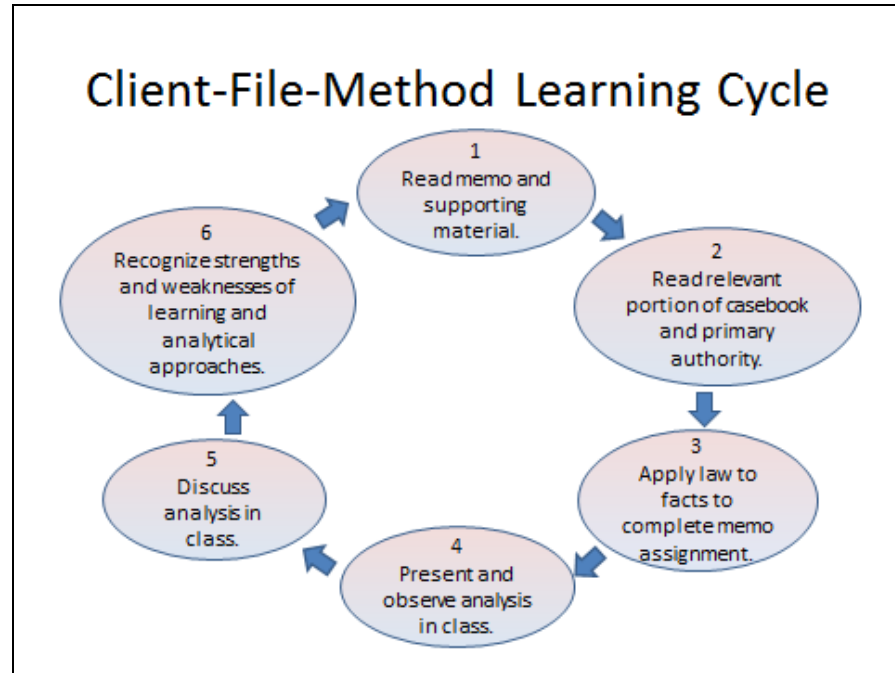 Client-File-Method Learning Cycle
1
Read memo and
supporting
material.
2
Read relevant
portion of casebook
and primary
authority.
3
Apply law to
facts to
complete memo
assignment.
4
Present and
observe analysis
in class.
5
Discuss
analysis in
class.
6
Recognize strengths
and weaknesses of
learning and
analytical
approaches.